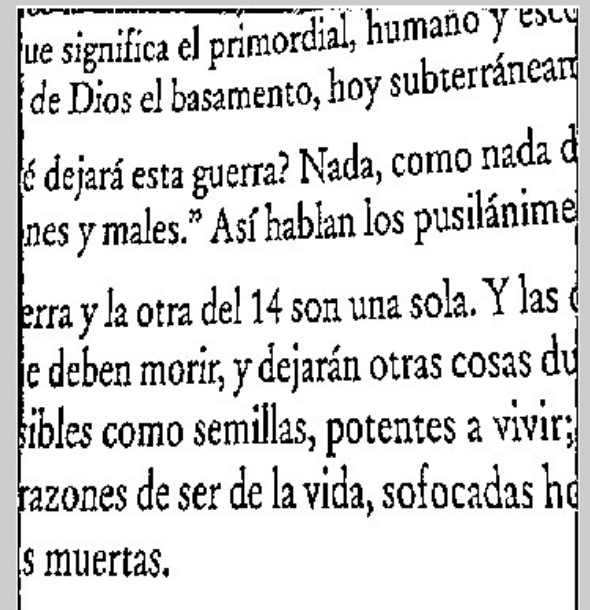 ue significa el primordial, humano y esc
de Dios el basamento, hoy subterránean
é dejará esta guerra? Nada, como nada d
nes y males.” Así hablan los pusilánime
erra y la otra del 14 son una sola. Y las
e deben morir, y dejarán otras cosas du
sibles como semillas, potentes a vivir;
razones de ser de la vida, sofocadas ho
s muertas.